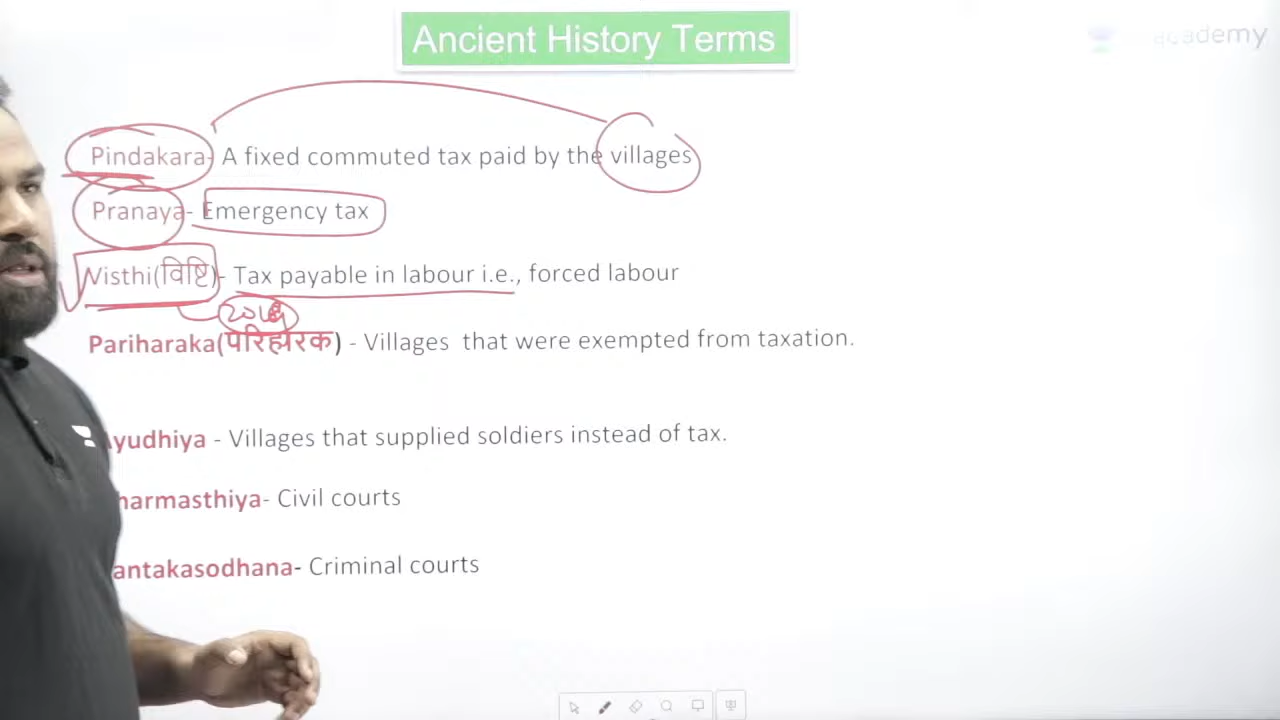 Ancient History Terms
academy
Pindakara- A fixed commuted tax paid by the villages
Pranaya- Emergency tax
Visthi(विष्टि)- Tax payable in labour i.e., forced labour
Pariharaka(परिहारक) - Villages that were exempted from taxation.
yudhiya - Villages that supplied soldiers instead of tax.
harmasthiya- Civil courts
antakasodhana- Criminal courts